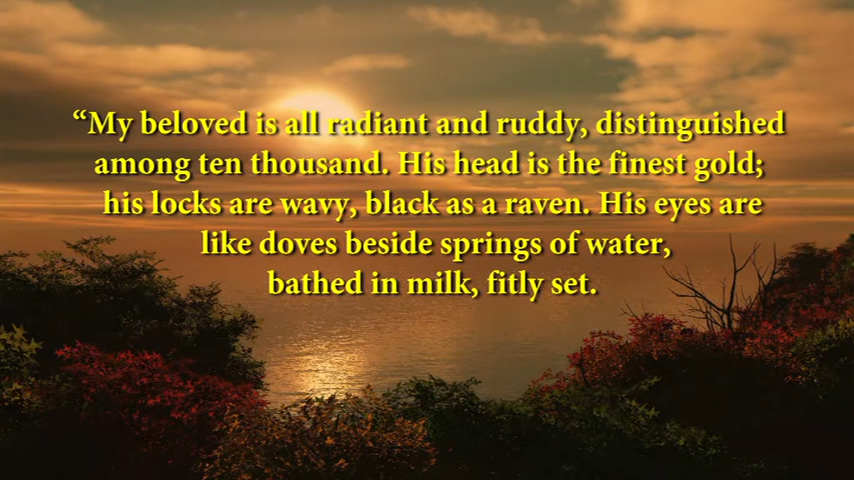 “My beloved is all radiant and ruddy, distinguished
among ten thousand. His head is the finest gold;
his locks are wavy, black as a raven. His eyes are
like doves beside springs of water,
bathed in milk, fitly set.